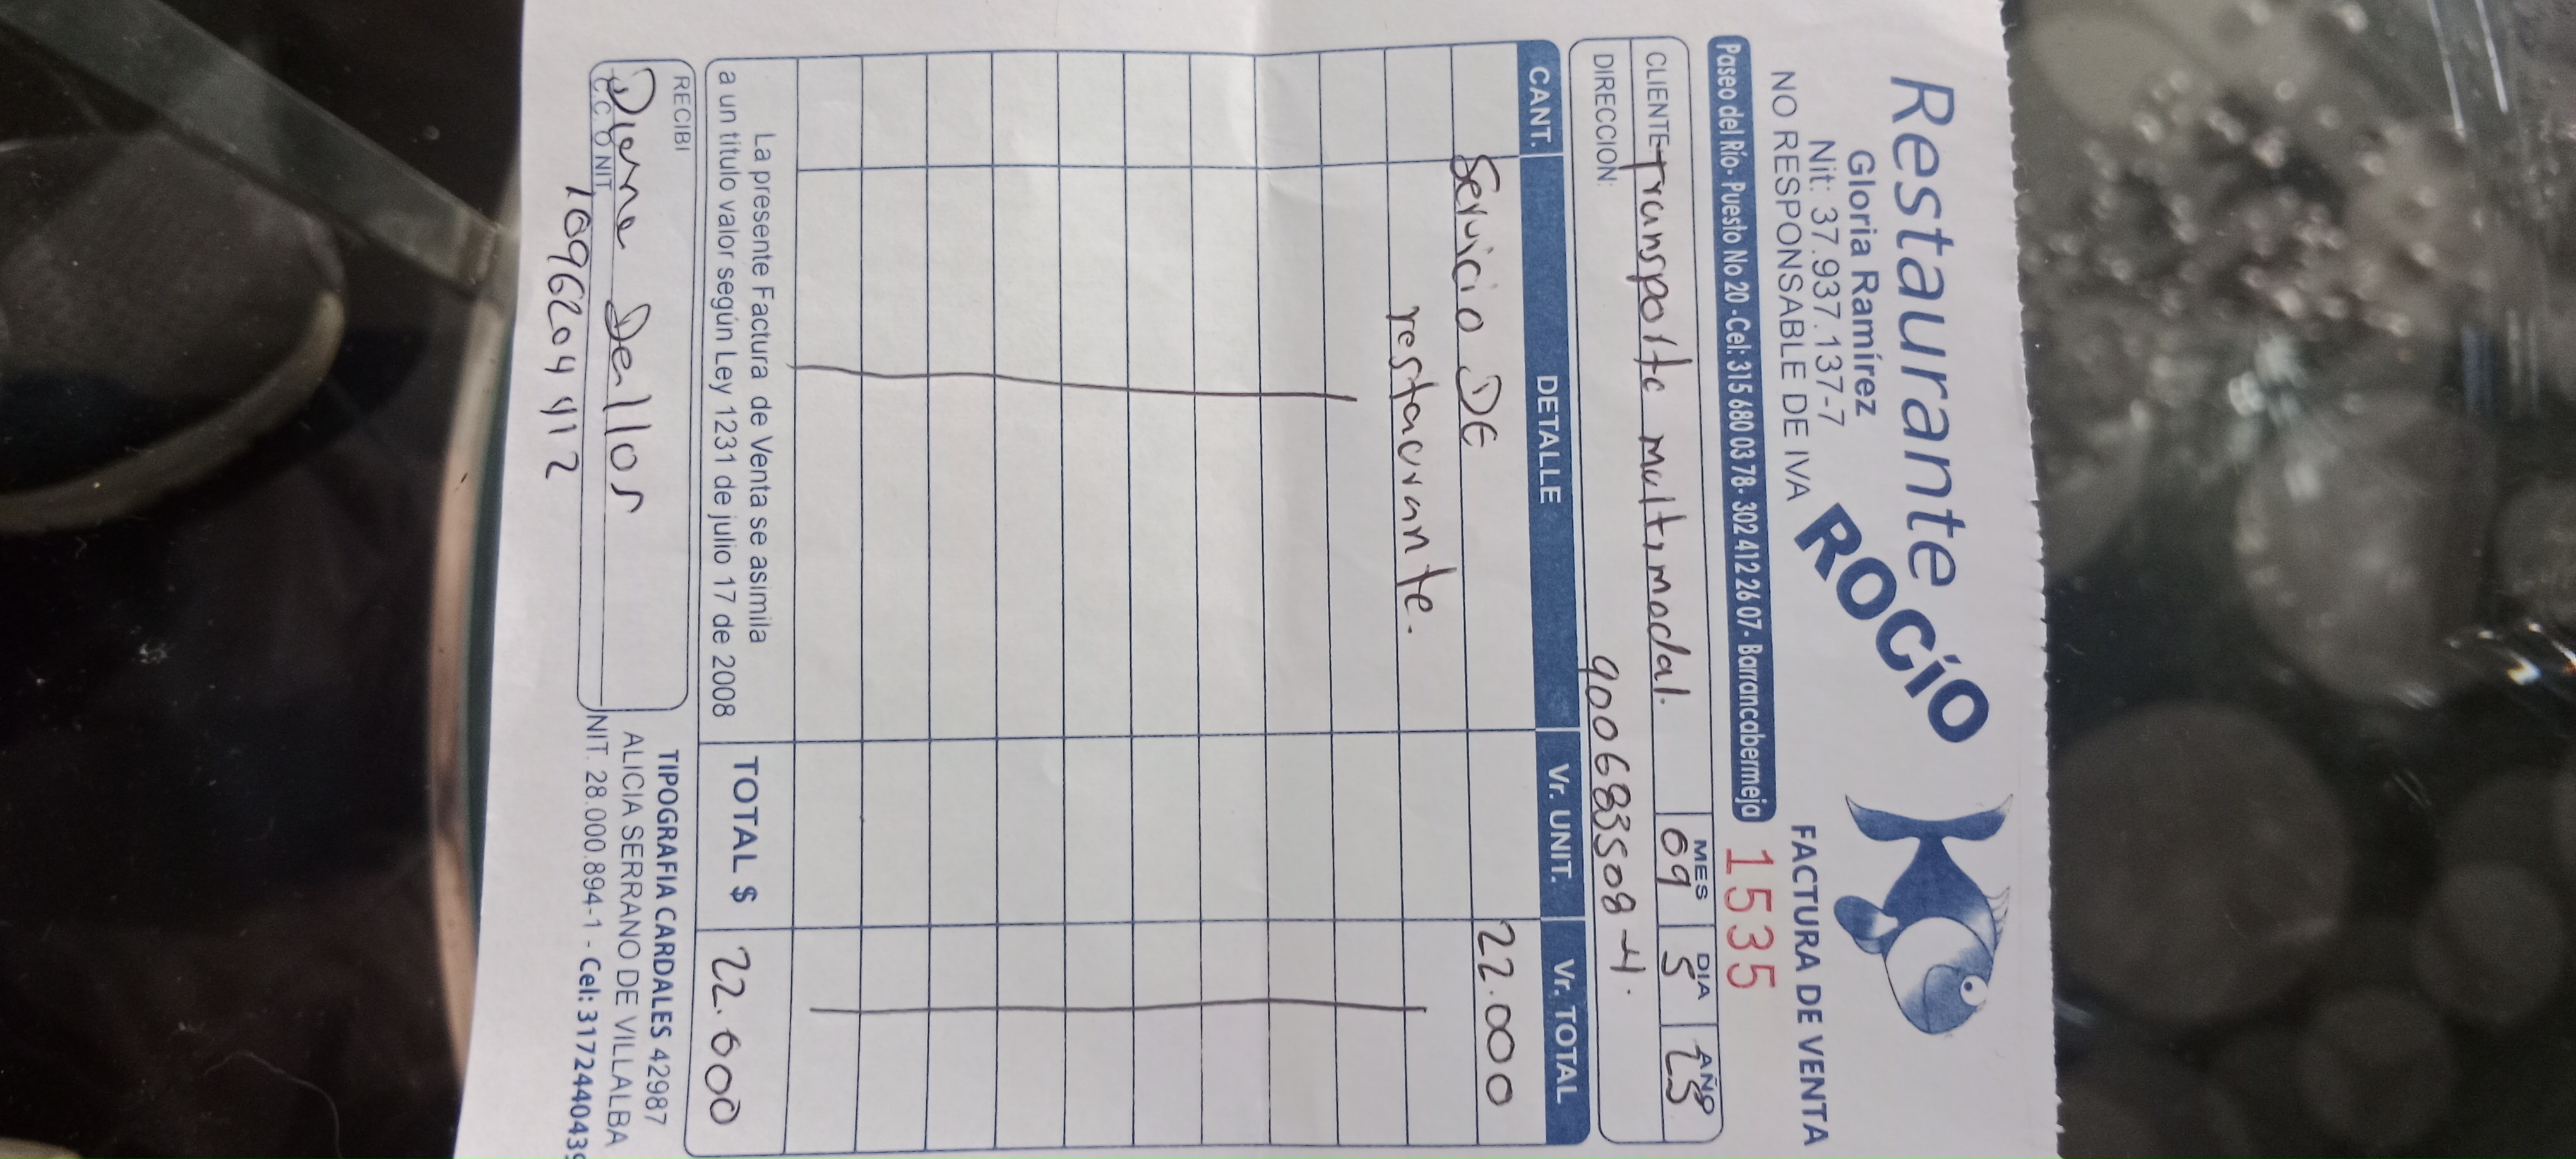 Restaurante
ROCÍO
Gloria Ramírez
Nit: 37.937.137-7
NO RESPONSABLE DE IVA
FACTURA DE VENTA
Paseo del Río • Puesto No 20 • Cel: 315 680 03 78 • 302 412 26 07 • Barrancabermeja
1535
CLIENTE Transporte multimodal.
MES DIA AÑO
09 5 25
DIRECCION: 900683508-4.
CANT. DETALLE Vr. UNIT. Vr. TOTAL
Servicio DE 22.000
restaurante.
La presente Factura de Venta se asimila
a un título valor según Ley 1231 de julio 17 de 2008
TOTAL $ 22.000
RECIBI
C.C. O NIT.
1096204412
TIPOGRAFIA CARDALES 42987
ALICIA SERRANO DE VILLALBA
NIT. 28.000.894-1 - Cel: 317244043